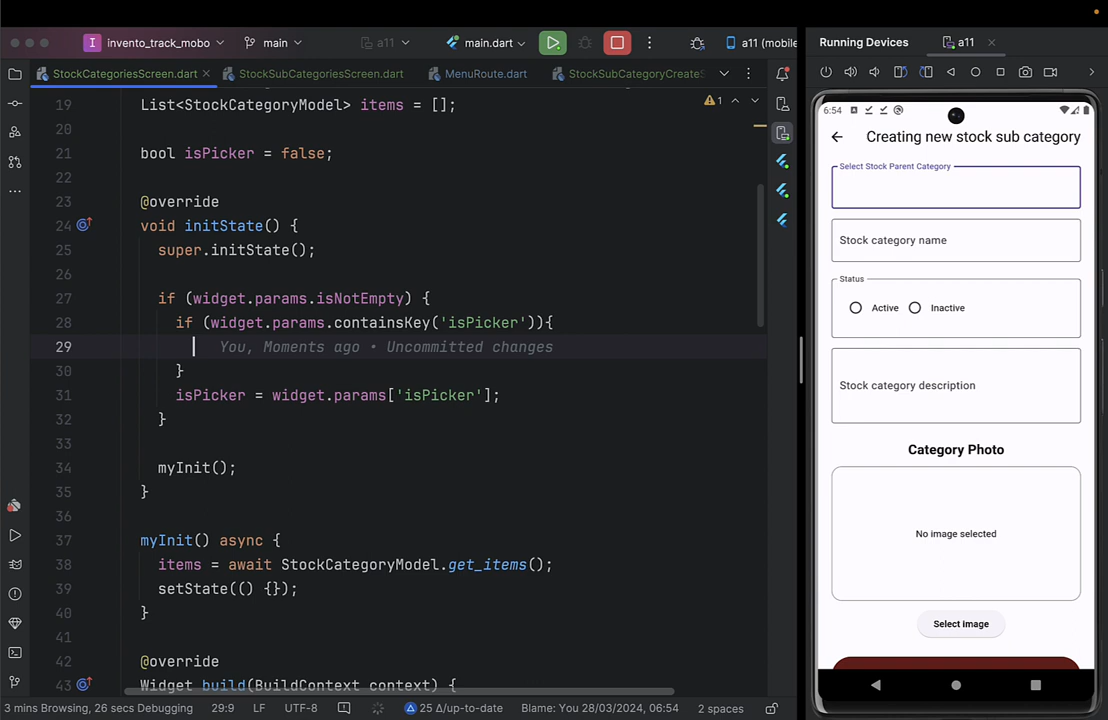 invento_track_mobo
main
a11
main.dart
a11 (mobile
Running Devices
a11
StockCategoriesScreen.dart
StockSubCategoriesScreen.dart
MenuRoute.dart
StockSubCategoryCreateS
19 List<StockCategoryModel> items = [];
1
20
21 bool isPicker = false;
22
23 @override
24 void initState() {
25 super.initState();
26
27 if (widget.params.isNotEmpty) {
28 if (widget.params.containsKey('isPicker')){
29 You, Moments ago • Uncommitted changes
30 }
31 isPicker = widget.params['isPicker'];
32 }
33
34 myInit();
35 }
36
37 myInit() async {
38 items = await StockCategoryModel.get_items();
39 setState(() {});
40 }
41
42 @override
43 Widget build(BuildContext context) {
3 mins Browsing, 26 secs Debugging
29:9
LF
UTF-8
25 Δ/up-to-date
Blame: You 28/03/2024, 06:54
2 spaces
6:54
Creating new stock sub category
Select Stock Parent Category
Stock category name
Status
Active
Inactive
Stock category description
Category Photo
No image selected
Select image